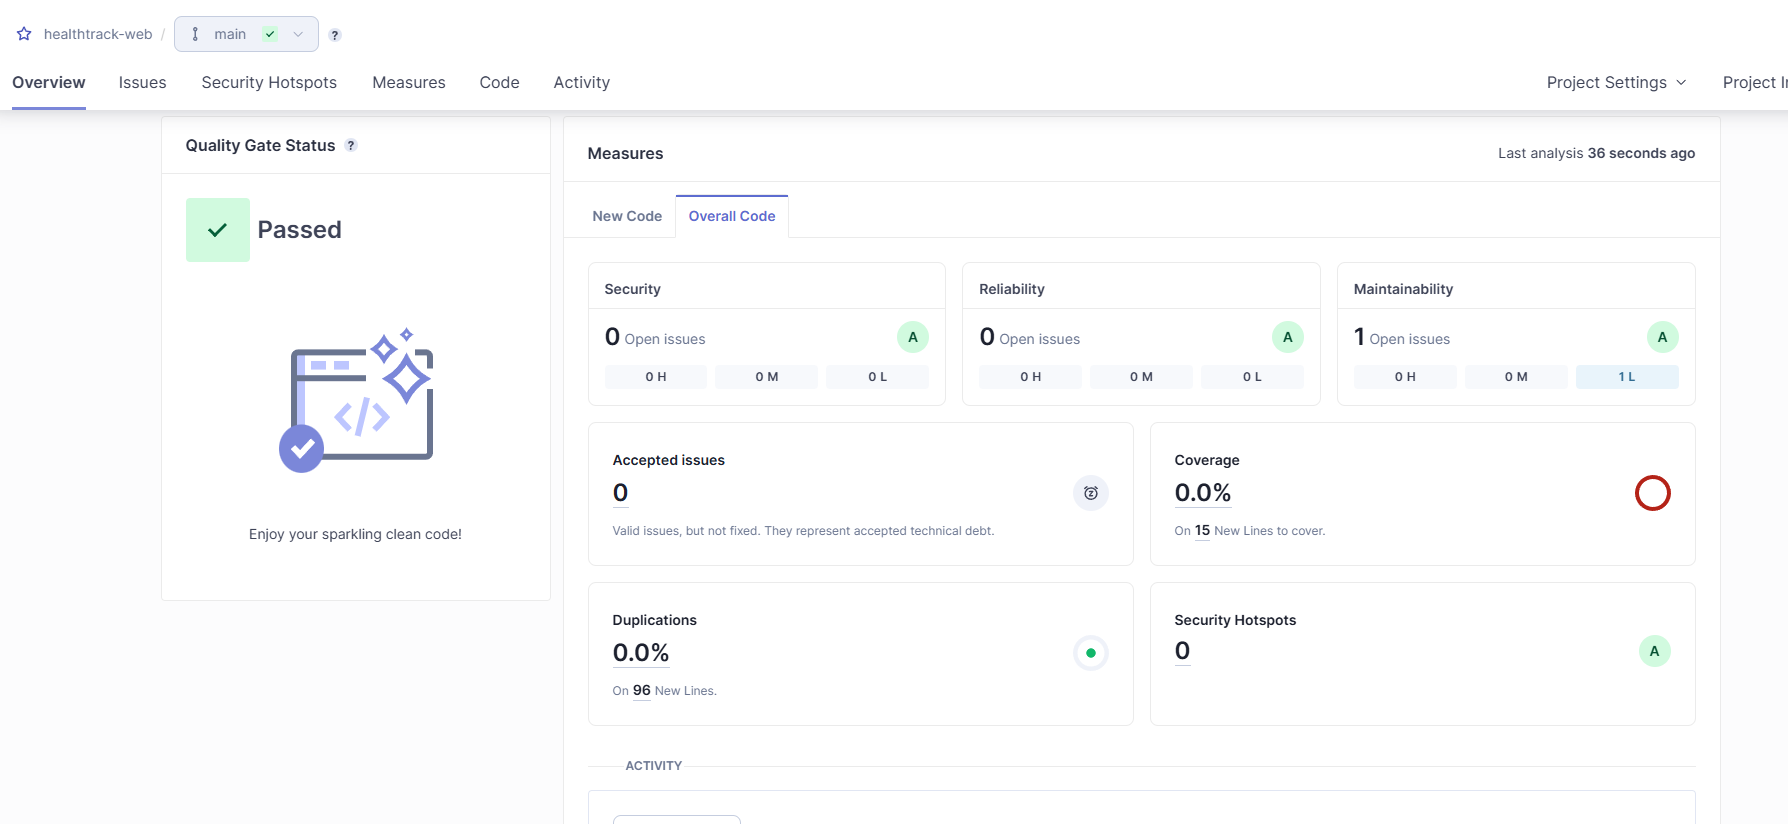 healthtrack-web / main ?
Overview Issues Security Hotspots Measures Code Activity Project Settings Project
Quality Gate Status ?
Passed
</>
Enjoy your sparkling clean code!
Measures
Last analysis 36 seconds ago
New Code Overall Code
Security
0 Open issues A
0 H 0 M 0 L
Reliability
0 Open issues A
0 H 0 M 0 L
Maintainability
1 Open issues A
0 H 0 M 1 L
Accepted issues
0
Valid issues, but not fixed. They represent accepted technical debt.
Coverage
0.0%
On 15 New Lines to cover.
Duplications
0.0%
On 96 New Lines.
Security Hotspots
0 A
ACTIVITY